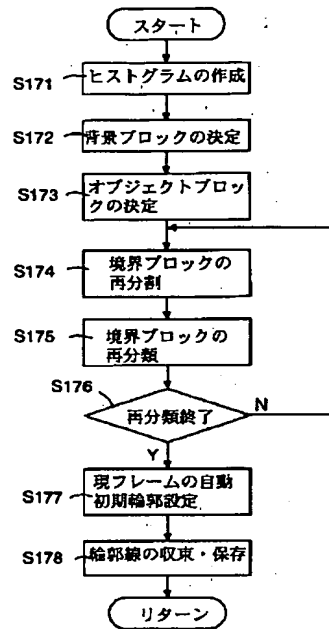 スタート
S171
ヒストグラムの作成
S172
背景ブロックの決定
S173
オブジェクトブロッ
クの決定
S174
境界ブロックの
再分割
S175
境界ブロックの
再分類
S176
再分類終了
N
Y
S177
現フレームの自動
初期輪郭設定
S178
輪郭線の収束・保存
リターン